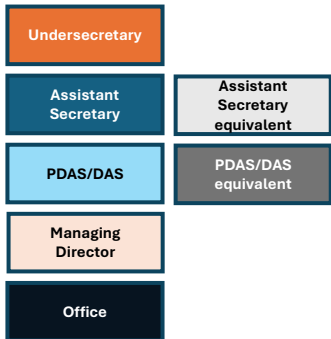 Undersecretary
Assistant
Secretary
Assistant
Secretary
equivalent
PDAS/DAS
PDAS/DAS
equivalent
Managing
Director
Office